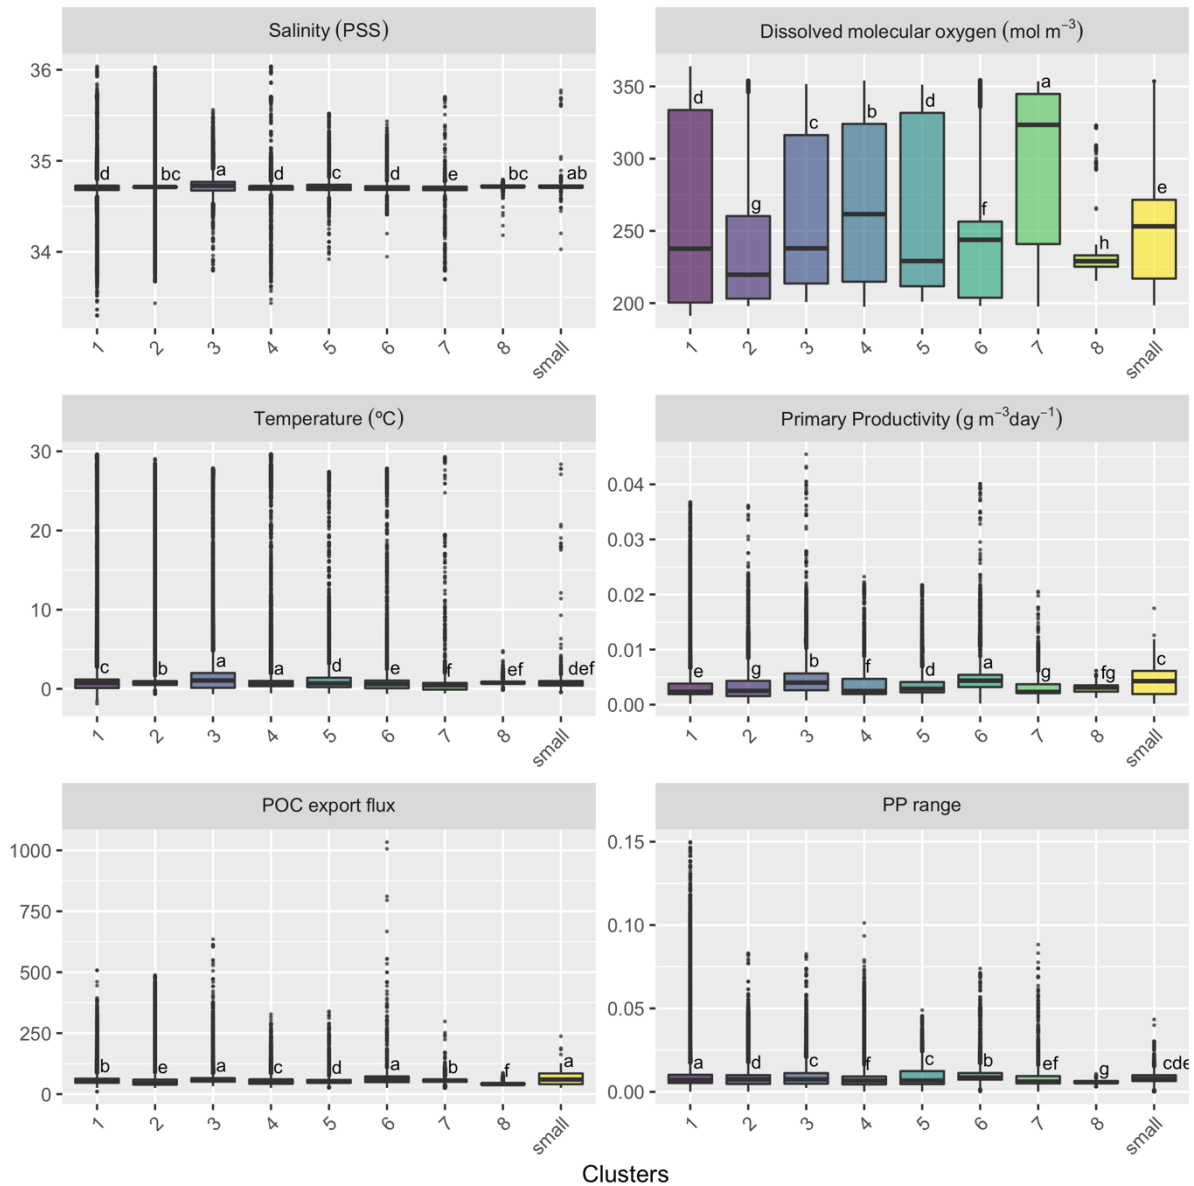 Salinity (PSS)
Dissolved molecular oxygen (mol m⁻³)
36
35
34
d bc a d c d e bc ab
1 2 3 4 5 6 7 8 small
350
300
250
200
d g c b d f a h e
1 2 3 4 5 6 7 8 small
Temperature (ºC)
Primary Productivity (g m⁻³day⁻¹)
30
20
10
0
c b a a d e f ef def
1 2 3 4 5 6 7 8 small
0.04
0.03
0.02
0.01
0.00
e g b f d a g fg c
1 2 3 4 5 6 7 8 small
POC export flux
PP range
1000
750
500
250
0
b e a c d a b f a
1 2 3 4 5 6 7 8 small
0.15
0.10
0.05
0.00
a d c f c b ef g cde
1 2 3 4 5 6 7 8 small
Clusters